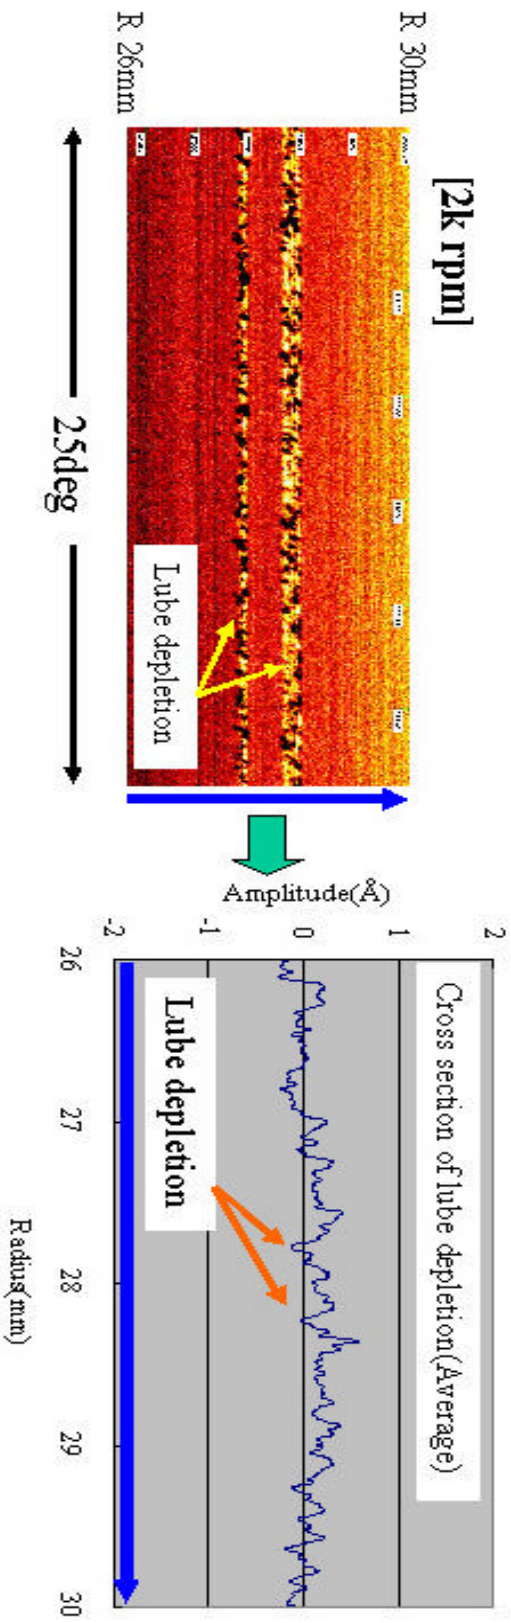 [2k rpm]
R 30mm
R 26mm
Lube depletion
25deg
Cross section of lube depletion(Average)
Amplitude(Å)
2
1
0
-1
-2
Lube depletion
26
27
28
29
30
Radius(mm)